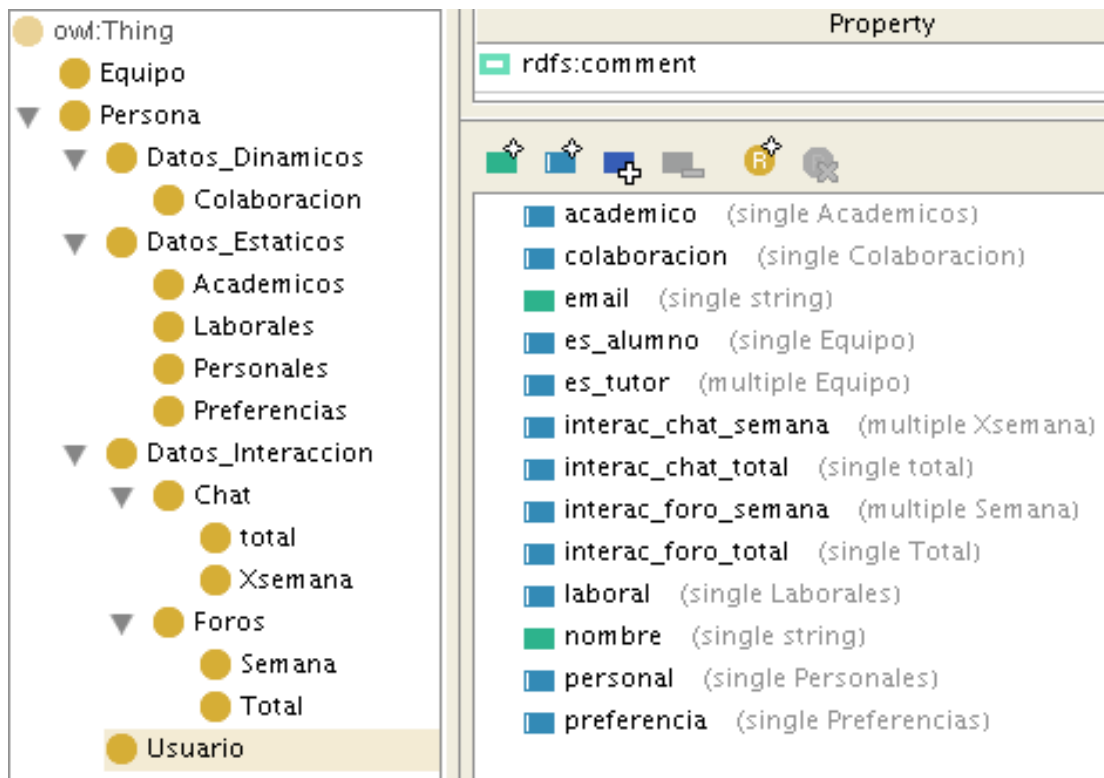 owl:Thing
Equipo
Persona
Datos_Dinamicos
Colaboracion
Datos_Estaticos
Academicos
Laborales
Personales
Preferencias
Datos_Interaccion
Chat
total
Xsemana
Foros
Semana
Total
Usuario
Property
rdfs:comment
R
academico (single Academicos)
colaboracion (single Colaboracion)
email (single string)
es_alumno (single Equipo)
es_tutor (multiple Equipo)
interac_chat_semana (multiple Xsemana)
interac_chat_total (single total)
interac_foro_semana (multiple Semana)
interac_foro_total (single Total)
laboral (single Laborales)
nombre (single string)
personal (single Personales)
preferencia (single Preferencias)